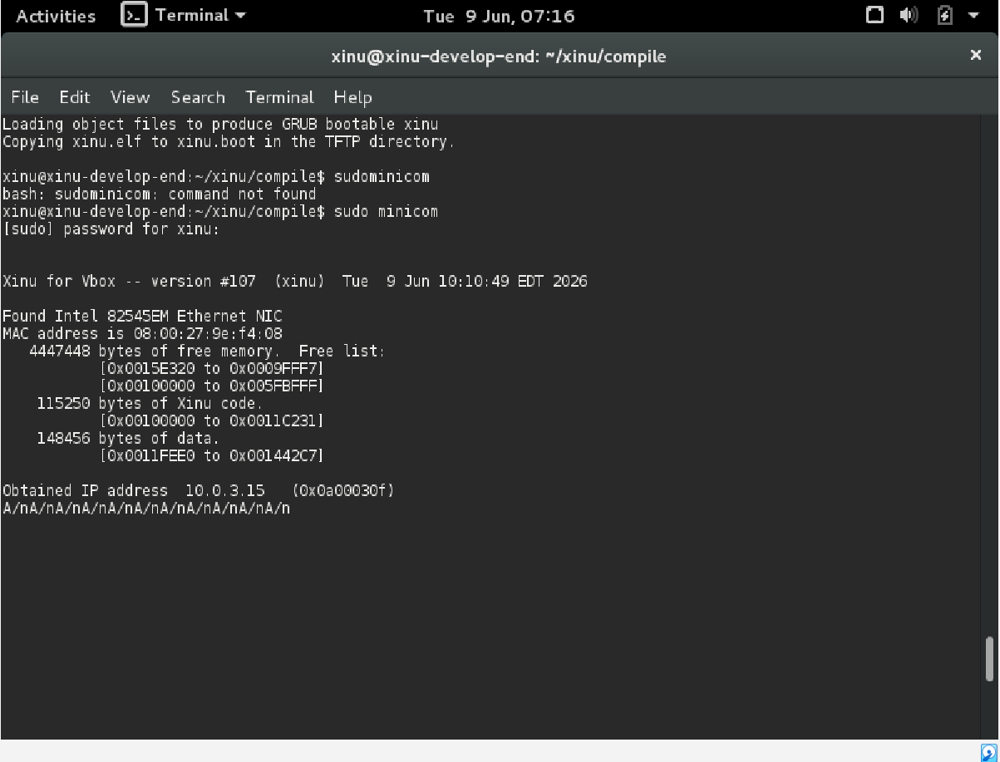 Activities Terminal Tue 9 Jun, 07:16
xinu@xinu-develop-end: ~/xinu/compile
File Edit View Search Terminal Help
Loading object files to produce GRUB bootable xinu
Copying xinu.elf to xinu.boot in the TFTP directory.
xinu@xinu-develop-end:~/xinu/compile$ sudominicom
bash: sudominicom: command not found
xinu@xinu-develop-end:~/xinu/compile$ sudo minicom
[sudo] password for xinu:
Xinu for Vbox -- version #107  (xinu)  Tue  9 Jun 10:10:49 EDT 2026
Found Intel 82545EM Ethernet NIC
MAC address is 08:00:27:9e:f4:08
4447448 bytes of free memory.  Free list:
[0x0015E320 to 0x0009FFF7]
[0x00100000 to 0x005FBFFF]
115250 bytes of Xinu code.
[0x00100000 to 0x0011C231]
148456 bytes of data.
[0x0011FEE0 to 0x001442C7]
Obtained IP address  10.0.3.15   (0x0a00030f)
A/nA/nA/nA/nA/nA/nA/nA/nA/nA/nA/n